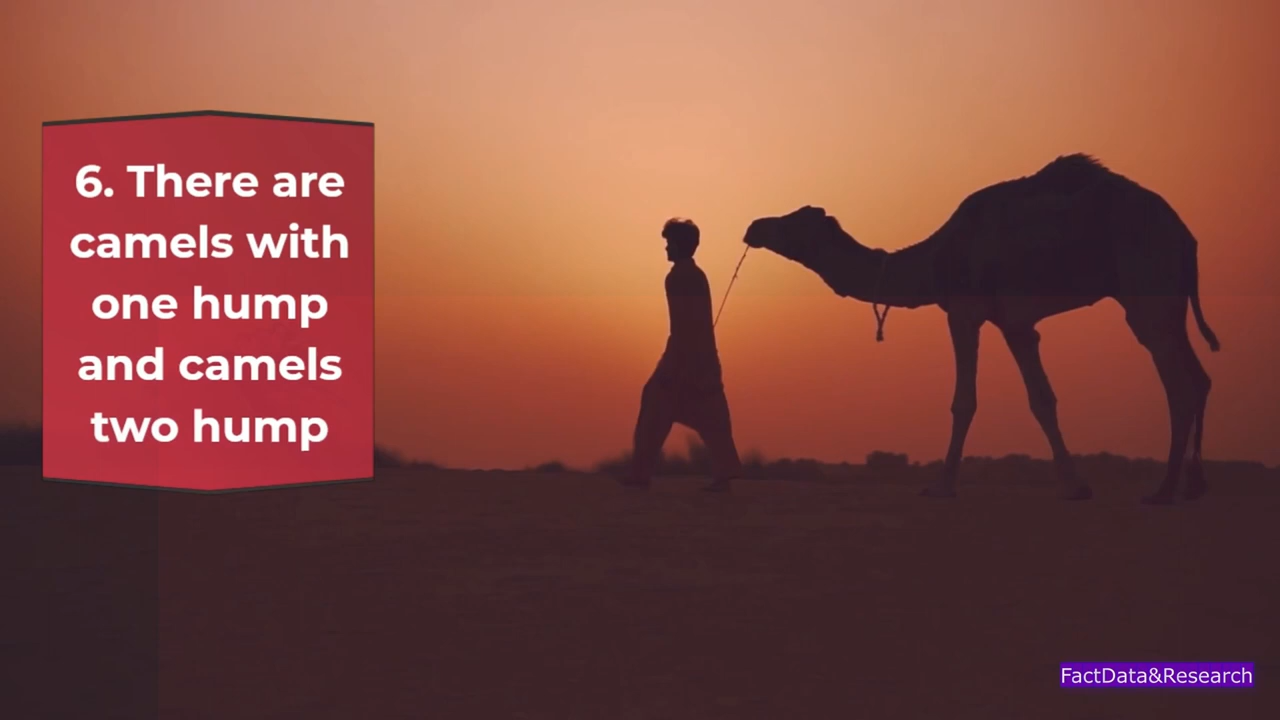 6. There are
camels with
one hump
and camels
two hump
FactData&Research